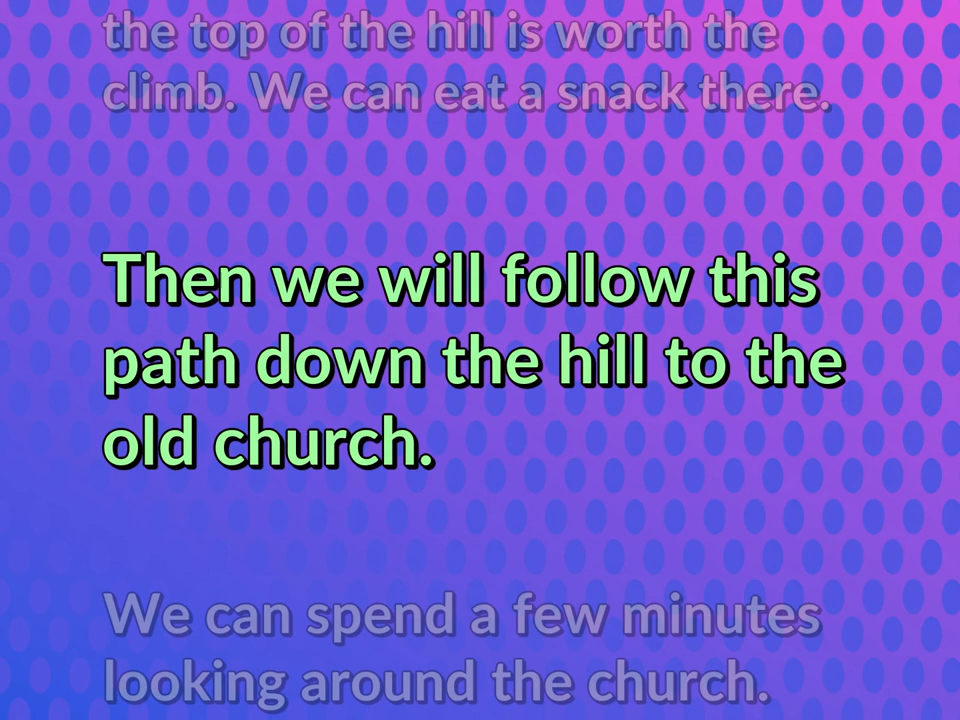 the top of the hill is worth the
climb. We can eat a snack there.
Then we will follow this
path down the hill to the
old church.
We can spend a few minutes
looking around the church.